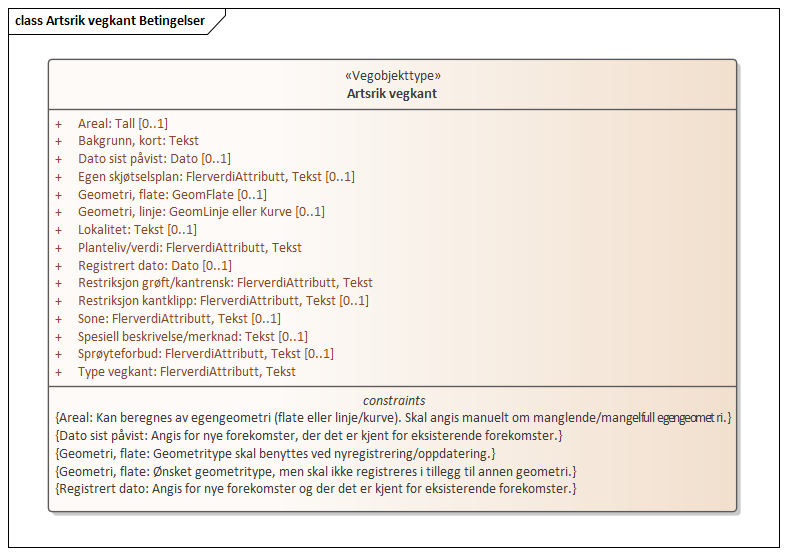 class Artsrik vegkant Betingelser
«Vegobjekttype»
Artsrik vegkant
+ Areal: Tall [0..1]
+ Bakgrunn, kort: Tekst
+ Dato sist påvist: Dato [0..1]
+ Egen skjøtselsplan: FlerverdiAttributt, Tekst [0..1]
+ Geometri, flate: GeomFlate [0..1]
+ Geometri, linje: GeomLinje eller Kurve [0..1]
+ Lokalitet: Tekst [0..1]
+ Planteliv/verdi: FlerverdiAttributt, Tekst
+ Registrert dato: Dato [0..1]
+ Restriksjon grøft/kantrensk: FlerverdiAttributt, Tekst
+ Restriksjon kantklipp: FlerverdiAttributt, Tekst [0..1]
+ Sone: FlerverdiAttributt, Tekst [0..1]
+ Spesiell beskrivelse/merknad: Tekst [0..1]
+ Sprøyteforbud: FlerverdiAttributt, Tekst [0..1]
+ Type vegkant: FlerverdiAttributt, Tekst
constraints
{Areal: Kan beregnes av egengeometri (flate eller linje/kurve). Skal angis manuelt om manglende/mangelfull egengeometri.}
{Dato sist påvist: Angis for nye forekomster, der det er kjent for eksisterende forekomster.}
{Geometri, flate: Geometritype skal benyttes ved nyregistrering/oppdatering.}
{Geometri, flate: Ønsket geometritype, men skal ikke registreres i tillegg til annen geometri.}
{Registrert dato: Angis for nye forekomster og der det er kjent for eksisterende forekomster.}